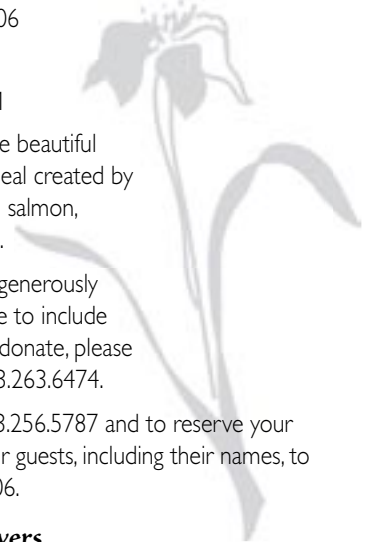 06
e beautiful
eal created by
salmon,
.
generously
e to include
donate, please
3.263.6474.
3.256.5787 and to reserve your
r guests, including their names, to
06.
vers